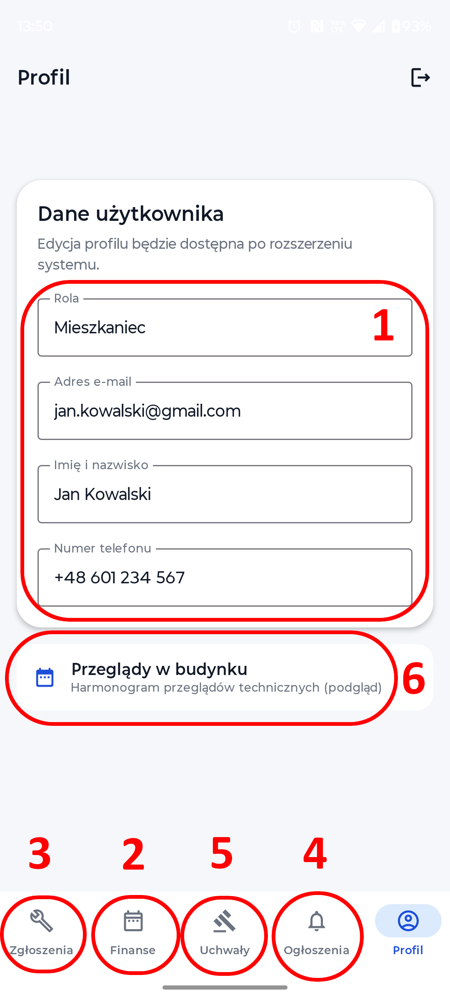 13:50
Vo LTE
93%
Profil
Dane użytkownika
Edycja profilu będzie dostępna po rozszerzeniu
systemu.
Rola
Mieszkaniec
1
Adres e-mail
jan.kowalski@gmail.com
Imię i nazwisko
Jan Kowalski
Numer telefonu
+48 601 234 567
Przeglądy w budynku
Harmonogram przeglądów technicznych (podgląd)
6
3 2 5 4
Zgłoszenia Finanse Uchwały Ogłoszenia Profil